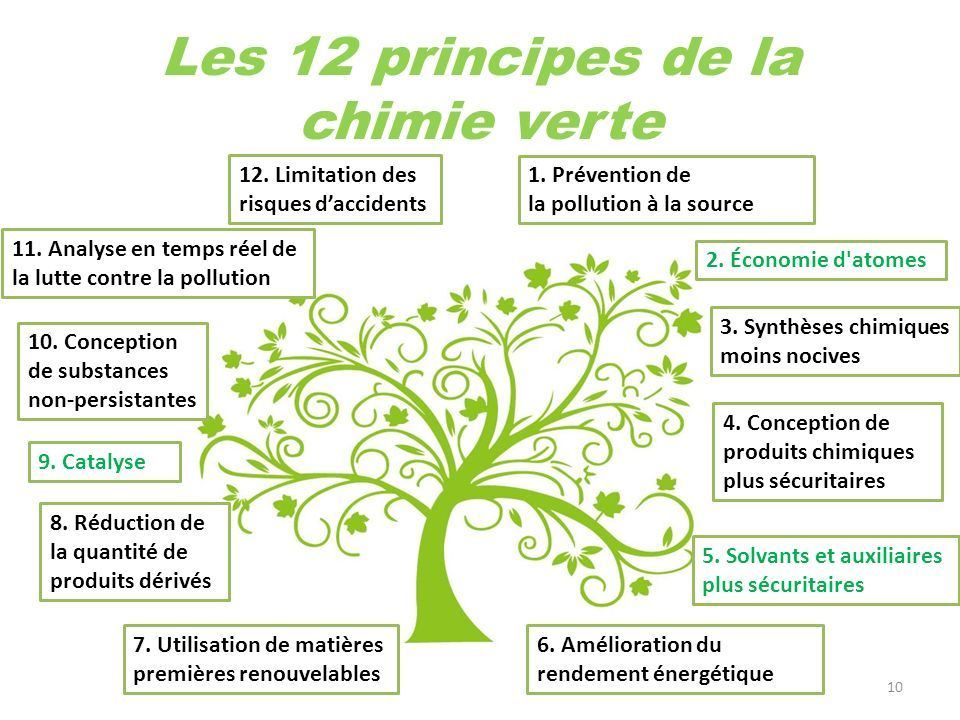 Les 12 principes de la
chimie verte
12. Limitation des
risques d’accidents
1. Prévention de
la pollution à la source
11. Analyse en temps réel de
la lutte contre la pollution
2. Économie d'atomes
3. Synthèses chimiques
moins nocives
10. Conception
de substances
non-persistantes
4. Conception de
produits chimiques
plus sécuritaires
9. Catalyse
8. Réduction de
la quantité de
produits dérivés
5. Solvants et auxiliaires
plus sécuritaires
7. Utilisation de matières
premières renouvelables
6. Amélioration du
rendement énergétique
10